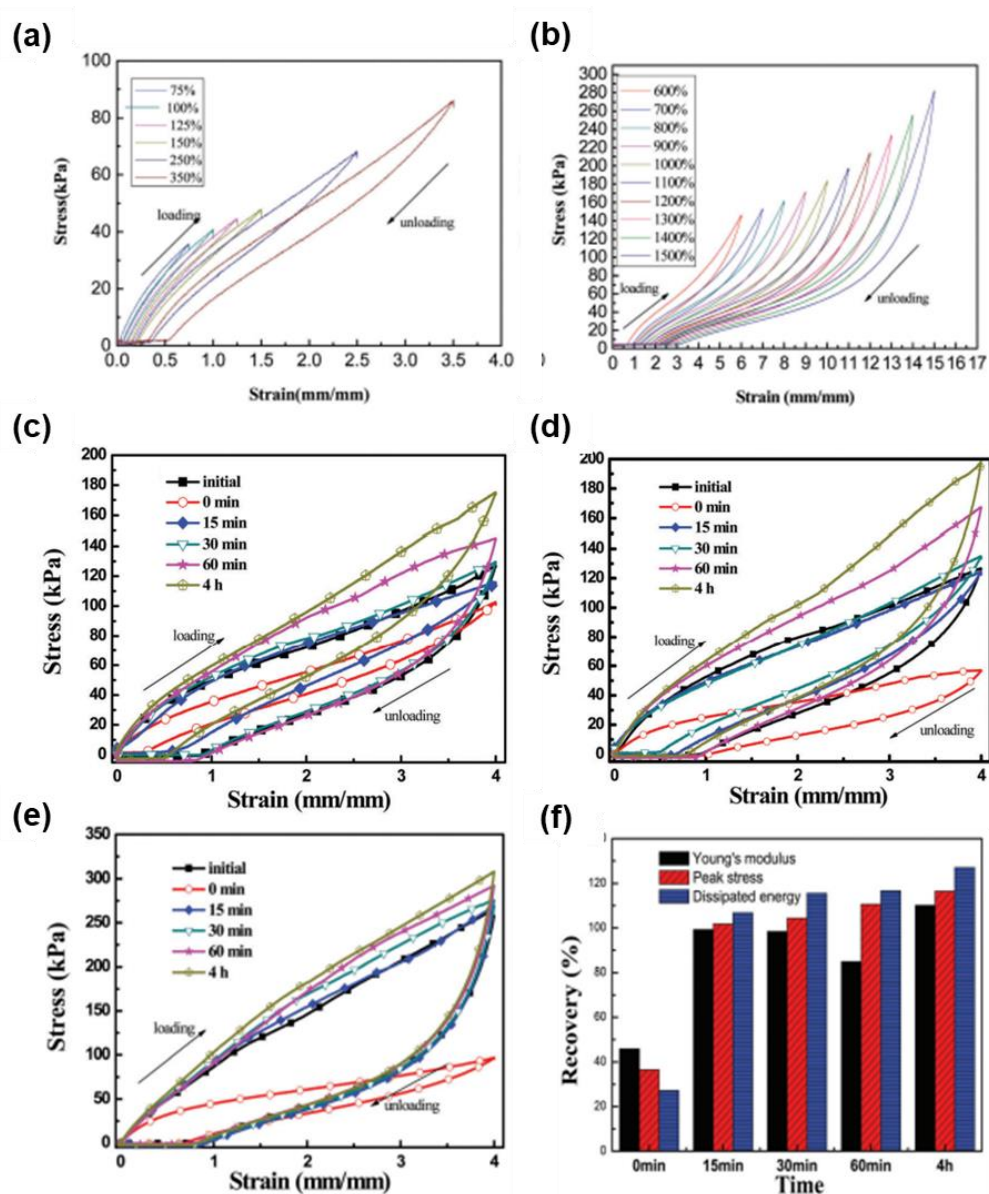 (a)
100
80
60
40
20
0
Stress(kPa)
75%
100%
125%
150%
250%
350%
loading
unloading
0.0 0.5 1.0 1.5 2.0 2.5 3.0 3.5 4.0
Strain(mm/mm)
(b)
300
280
260
240
220
200
180
160
140
120
100
80
60
40
20
0
Stress (kPa)
600%
700%
800%
900%
1000%
1100%
1200%
1300%
1400%
1500%
loading
unloading
0 1 2 3 4 5 6 7 8 9 10 11 12 13 14 15 16 17
Strain (mm/mm)
(c)
200
180
160
140
120
100
80
60
40
20
0
Stress (kPa)
initial
0 min
15 min
30 min
60 min
4 h
loading
unloading
0 1 2 3 4
Strain (mm/mm)
(d)
200
180
160
140
120
100
80
60
40
20
0
Stress (kPa)
initial
0 min
15 min
30 min
60 min
4 h
loading
unloading
0 1 2 3 4
Strain (mm/mm)
(e)
350
300
250
200
150
100
50
0
Stress (kPa)
initial
0 min
15 min
30 min
60 min
4 h
loading
unloading
0 1 2 3 4
Strain (mm/mm)
(f)
120
100
80
60
40
20
0
Recovery (%)
Young's modulus
Peak stress
Dissipated energy
0min 15min 30min 60min 4h
Time